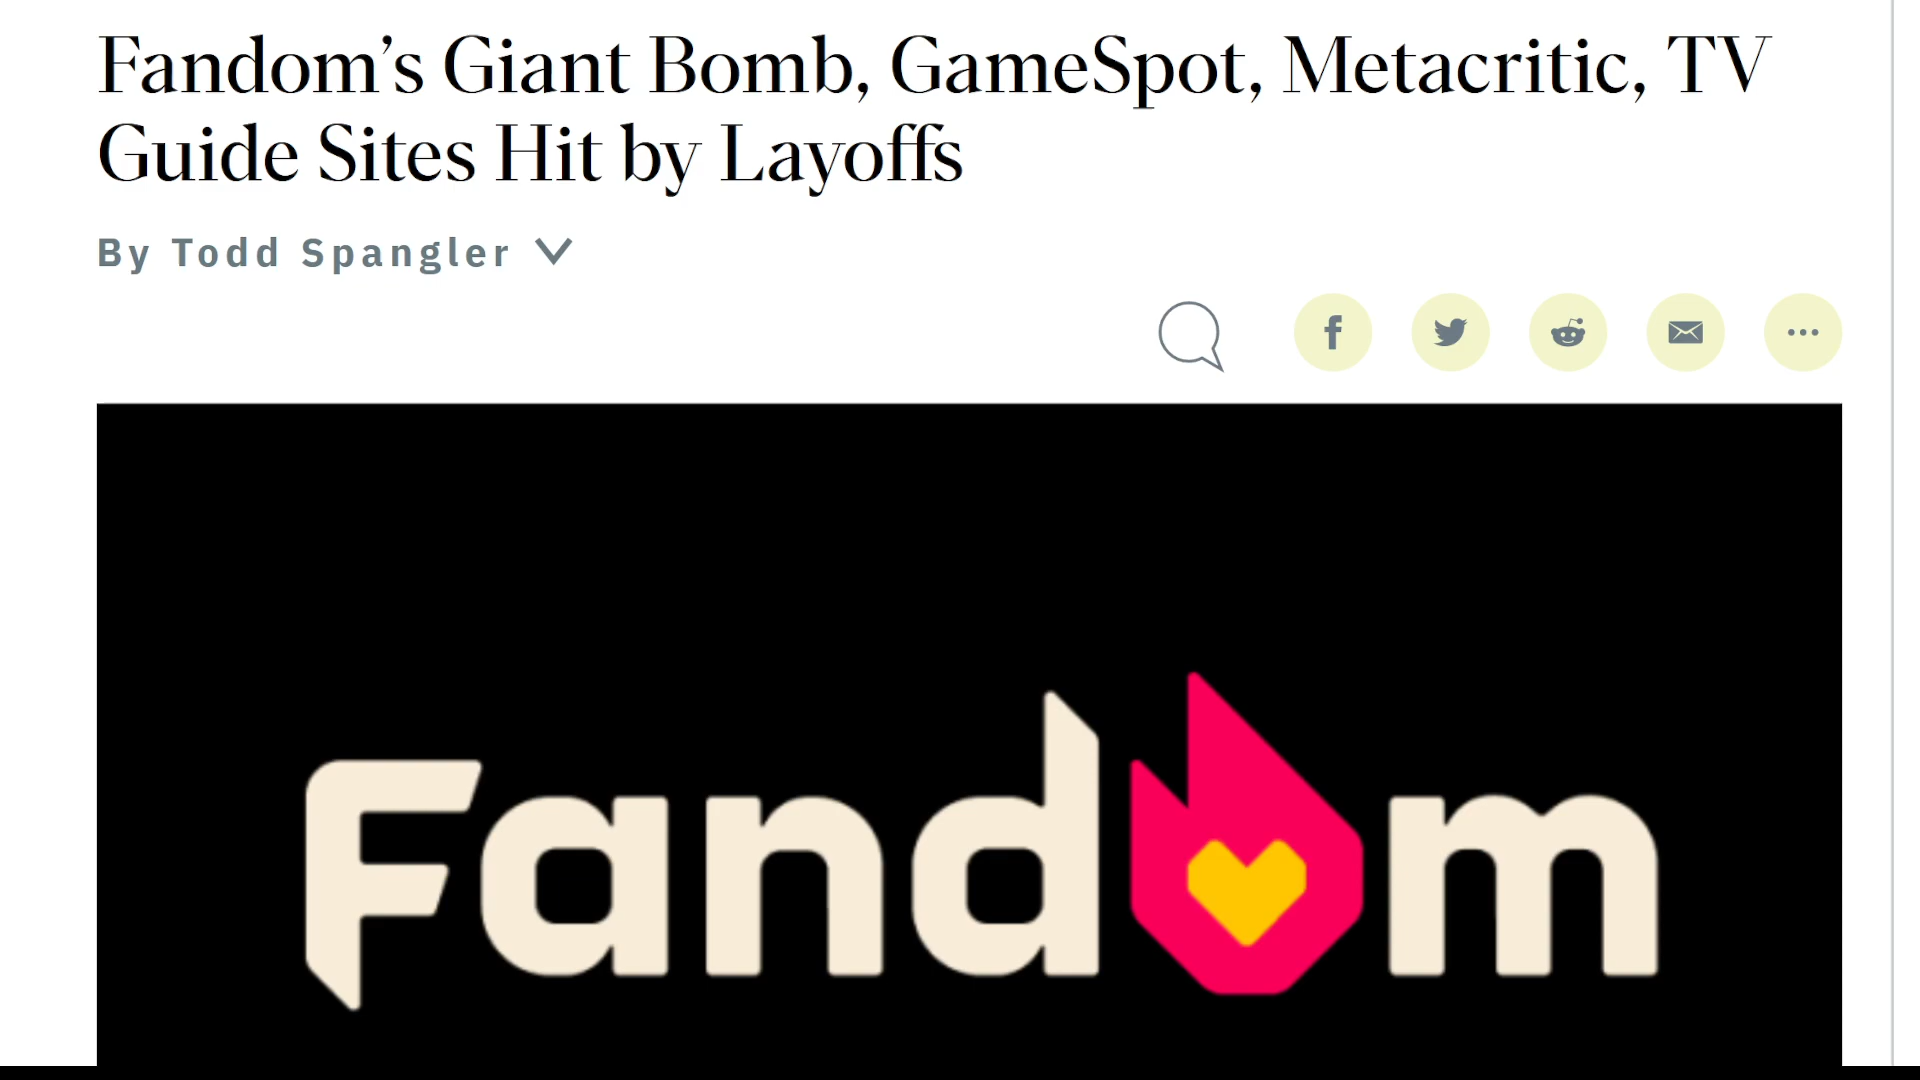 Fandom’s Giant Bomb, GameSpot, Metacritic, TV
Guide Sites Hit by Layoffs
By Todd Spangler
Fandom